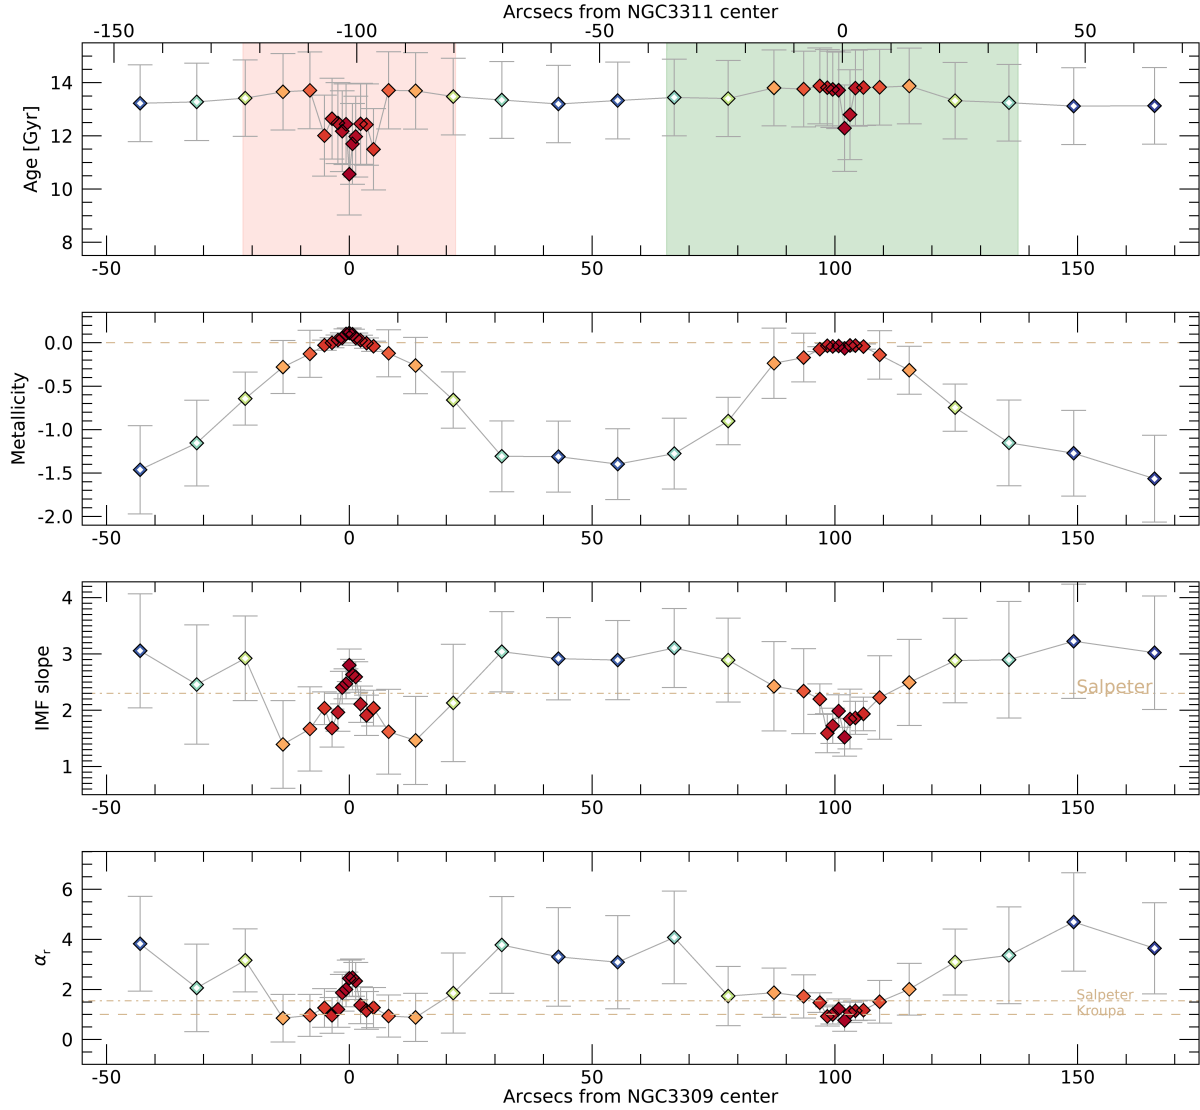 Arcsecs from NGC3311 center
-150 -100 -50 0 50
Age [Gyr]
14
12
10
8
-50 0 50 100 150
Metallicity
0.0
-0.5
-1.0
-1.5
-2.0
-50 0 50 100 150
IMF slope
4
3
2
1
Salpeter
-50 0 50 100 150
αr
6
4
2
0
Salpeter
Kroupa
-50 0 50 100 150
Arcsecs from NGC3309 center